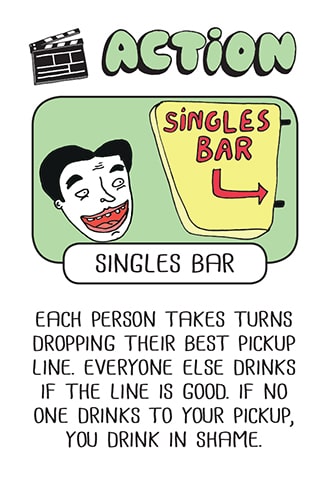 ACTION
SINGLES
BAR
SINGLES BAR
EACH PERSON TAKES TURNS
DROPPING THEIR BEST PICKUP
LINE. EVERYONE ELSE DRINKS
IF THE LINE IS GOOD. IF NO
ONE DRINKS TO YOUR PICKUP,
YOU DRINK IN SHAME.